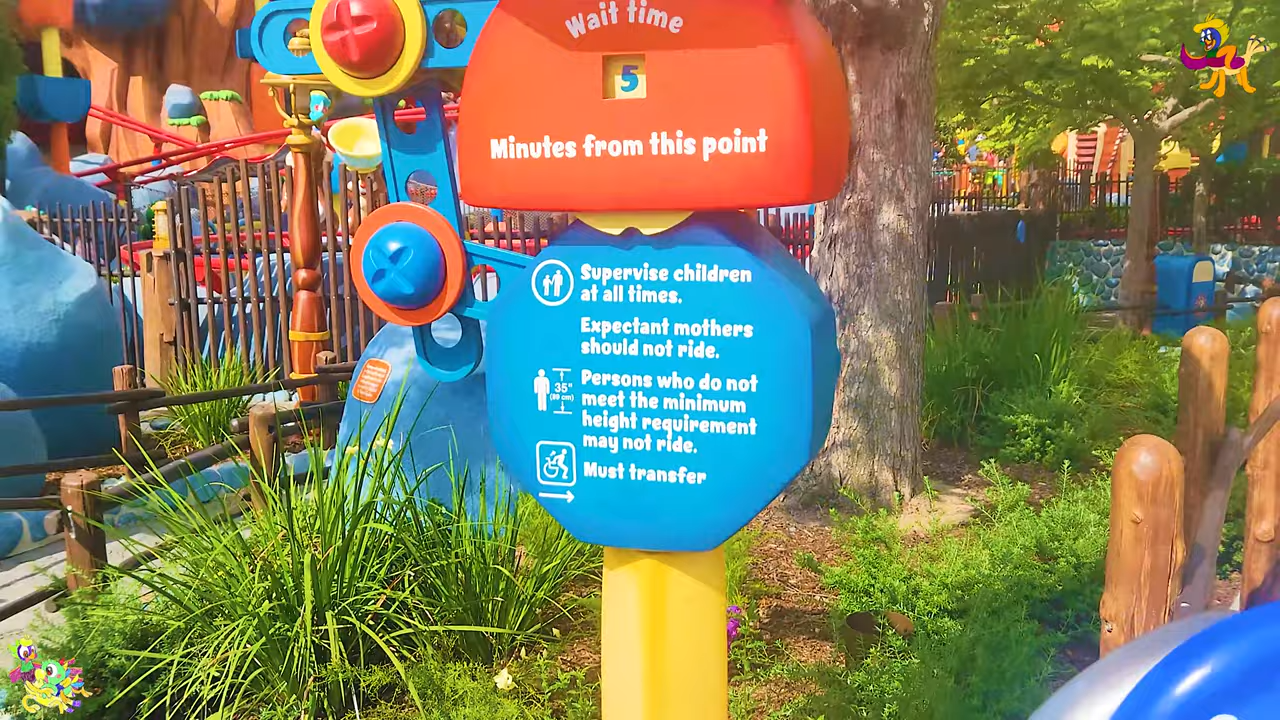 Wait time
5
Minutes from this point
Supervise children
at all times.
Expectant mothers
should not ride.
35"
(89 cm)
Persons who do not
meet the minimum
height requirement
may not ride.
Must transfer